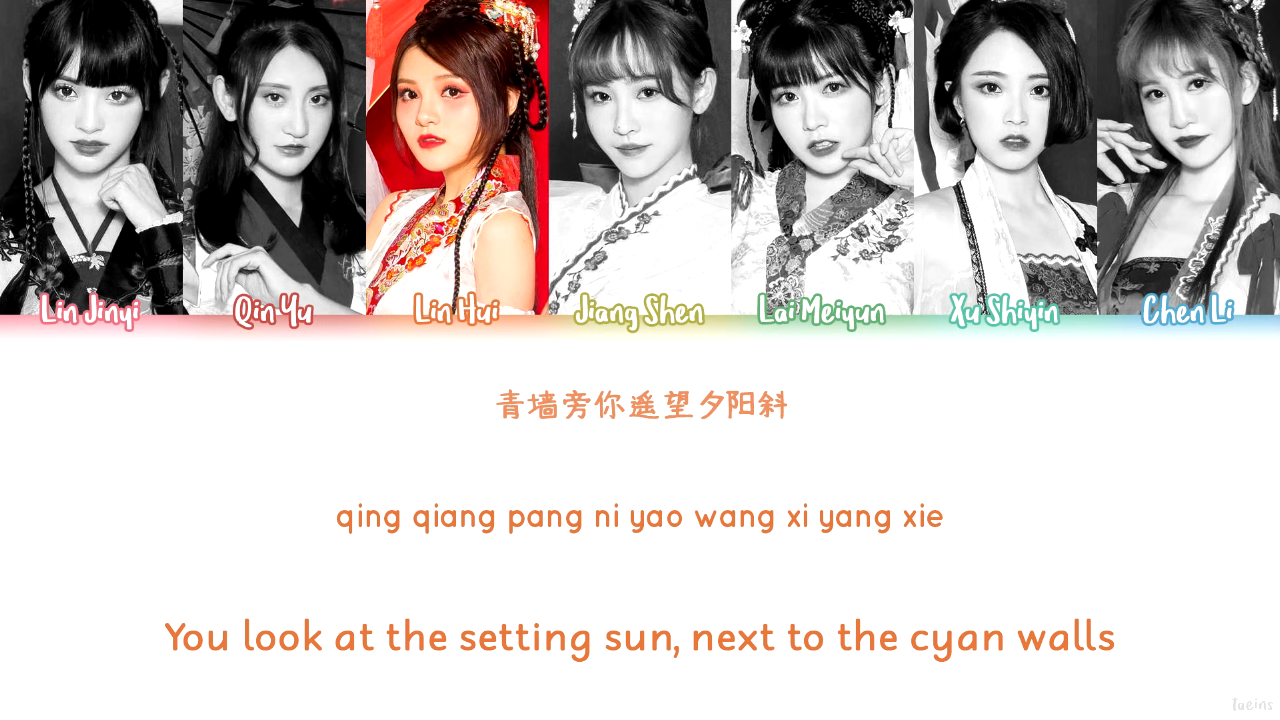 Lin Jinyi Qin Yu Lin Hui Jiang Shen Lai Meiyun Xu Shiyin Chen Li
青墙旁你遥望夕阳斜
qing qiang pang ni yao wang xi yang xie
You look at the setting sun, next to the cyan walls
Taeins